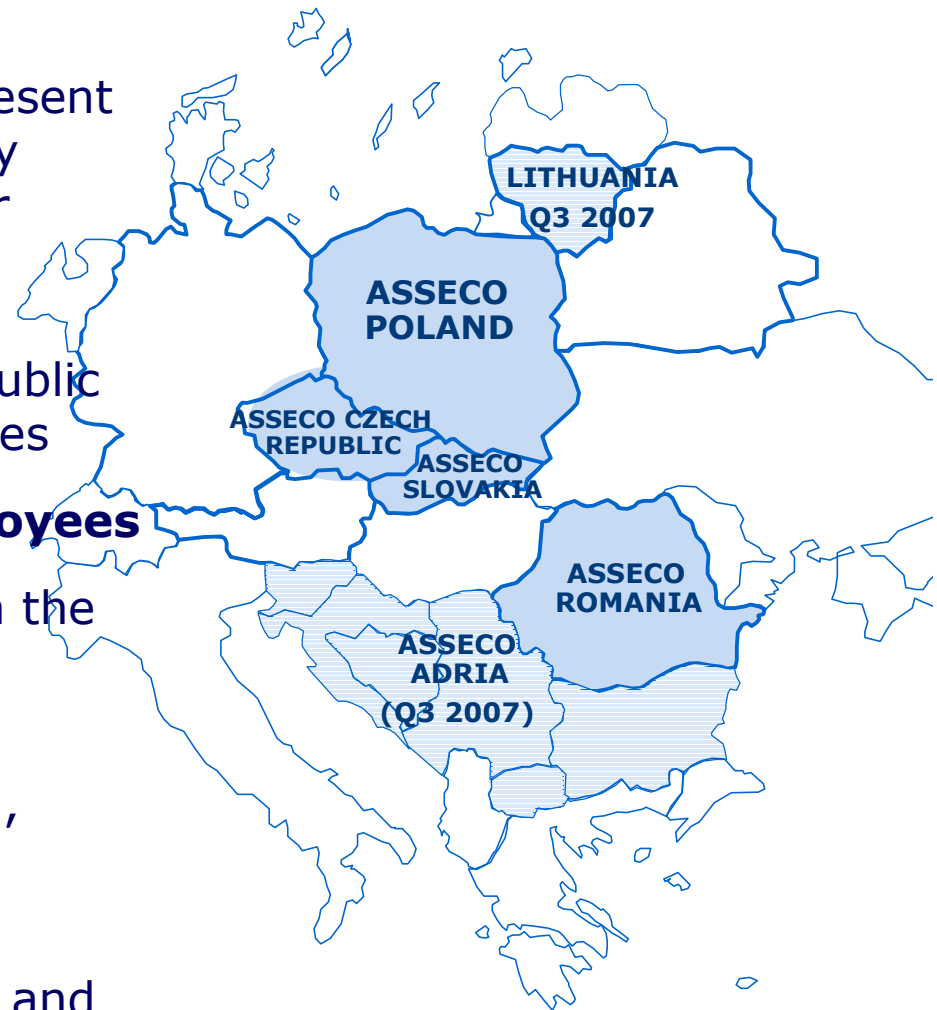 esent
y
r
ublic
es
oyees
n the
,
and
LITHUANIA
Q3 2007
ASSECO
POLAND
ASSECO CZECH
REPUBLIC
ASSECO
SLOVAKIA
ASSECO
ROMANIA
ASSECO
ADRIA
(Q3 2007)